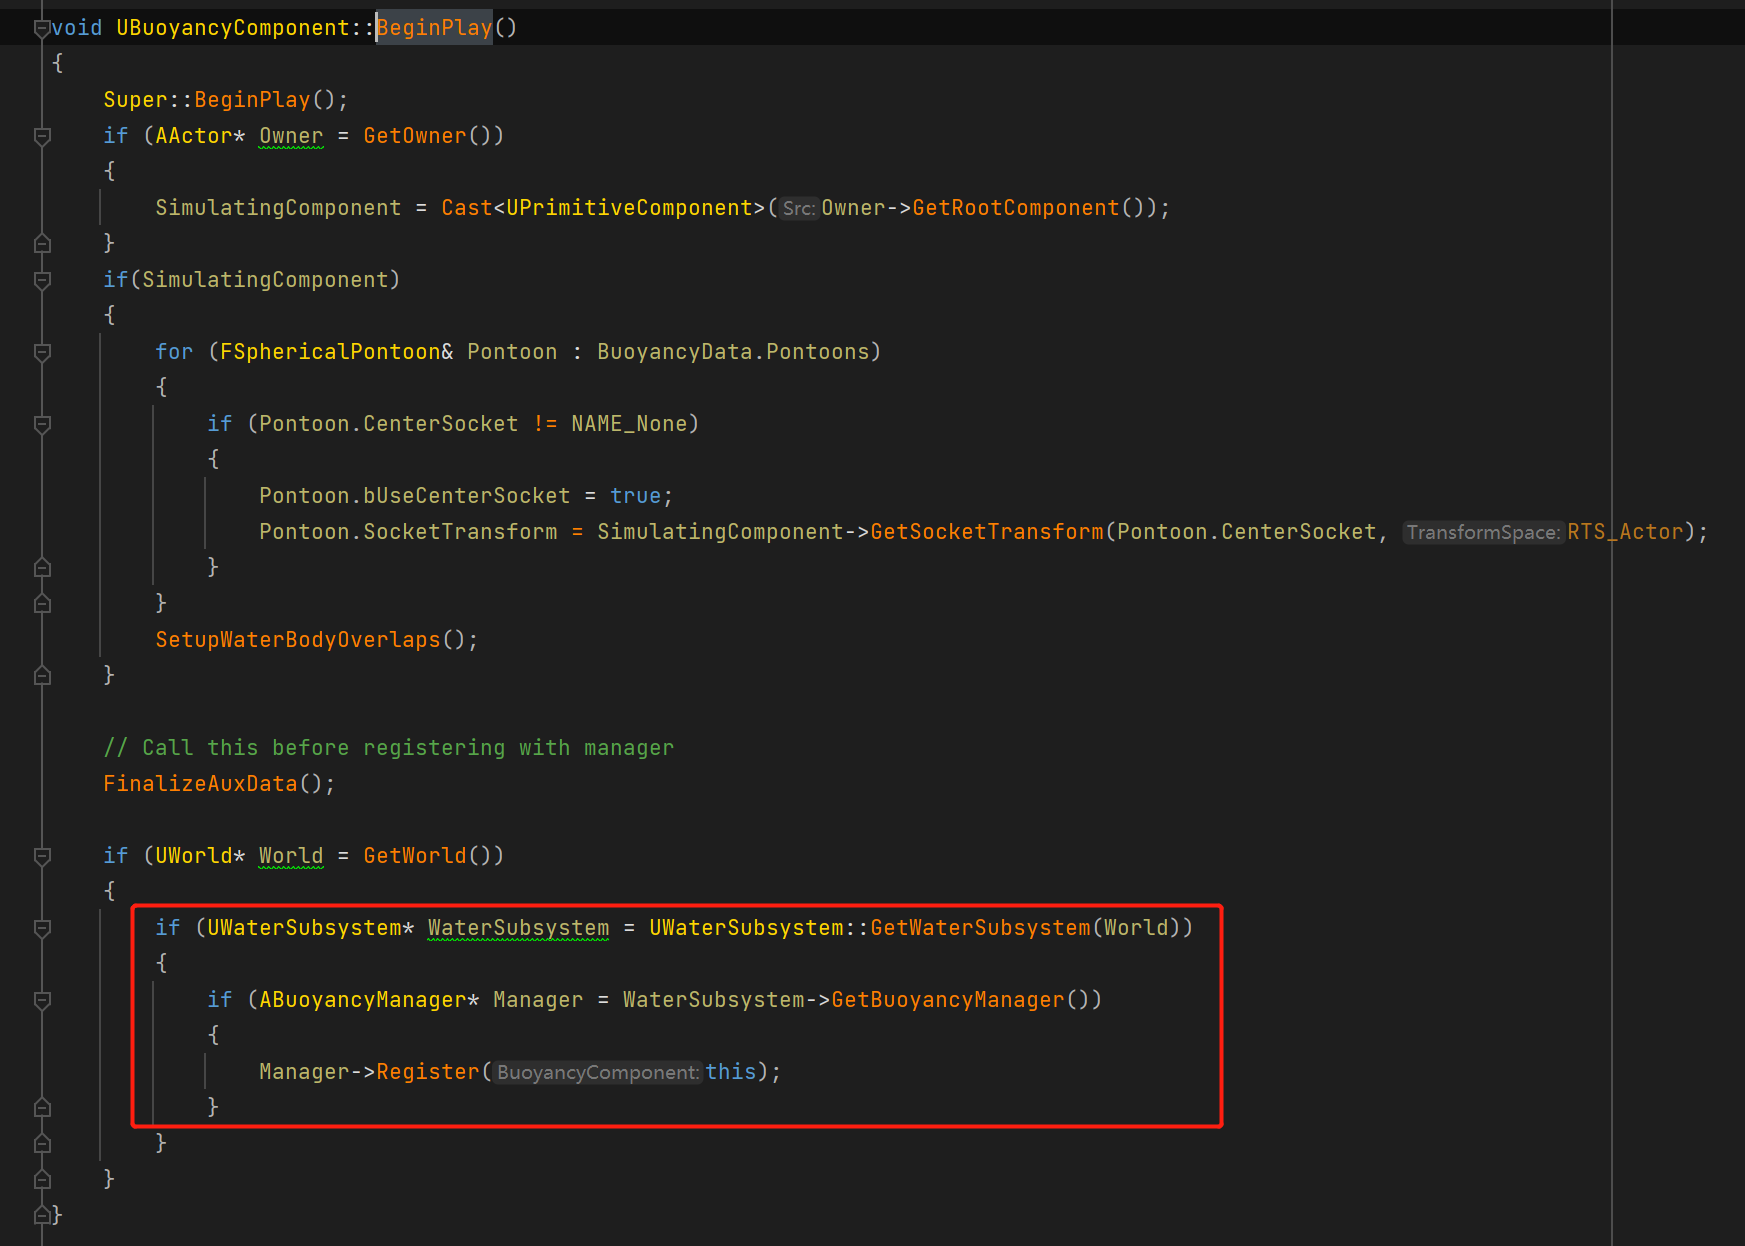 void UBuoyancyComponent::BeginPlay()
{
    Super::BeginPlay();
    if (AActor* Owner = GetOwner())
    {
        SimulatingComponent = Cast<UPrimitiveComponent>(Src:Owner->GetRootComponent());
    }
    if(SimulatingComponent)
    {
        for (FSphericalPontoon& Pontoon : BuoyancyData.Pontoons)
        {
            if (Pontoon.CenterSocket != NAME_None)
            {
                Pontoon.bUseCenterSocket = true;
                Pontoon.SocketTransform = SimulatingComponent->GetSocketTransform(Pontoon.CenterSocket, TransformSpace:RTS_Actor);
            }
        }
        SetupWaterBodyOverlaps();
    }

    // Call this before registering with manager
    FinalizeAuxData();

    if (UWorld* World = GetWorld())
    {
        if (UWaterSubsystem* WaterSubsystem = UWaterSubsystem::GetWaterSubsystem(World))
        {
            if (ABuoyancyManager* Manager = WaterSubsystem->GetBuoyancyManager())
            {
                Manager->Register(BuoyancyComponent:this);
            }
        }
    }
}